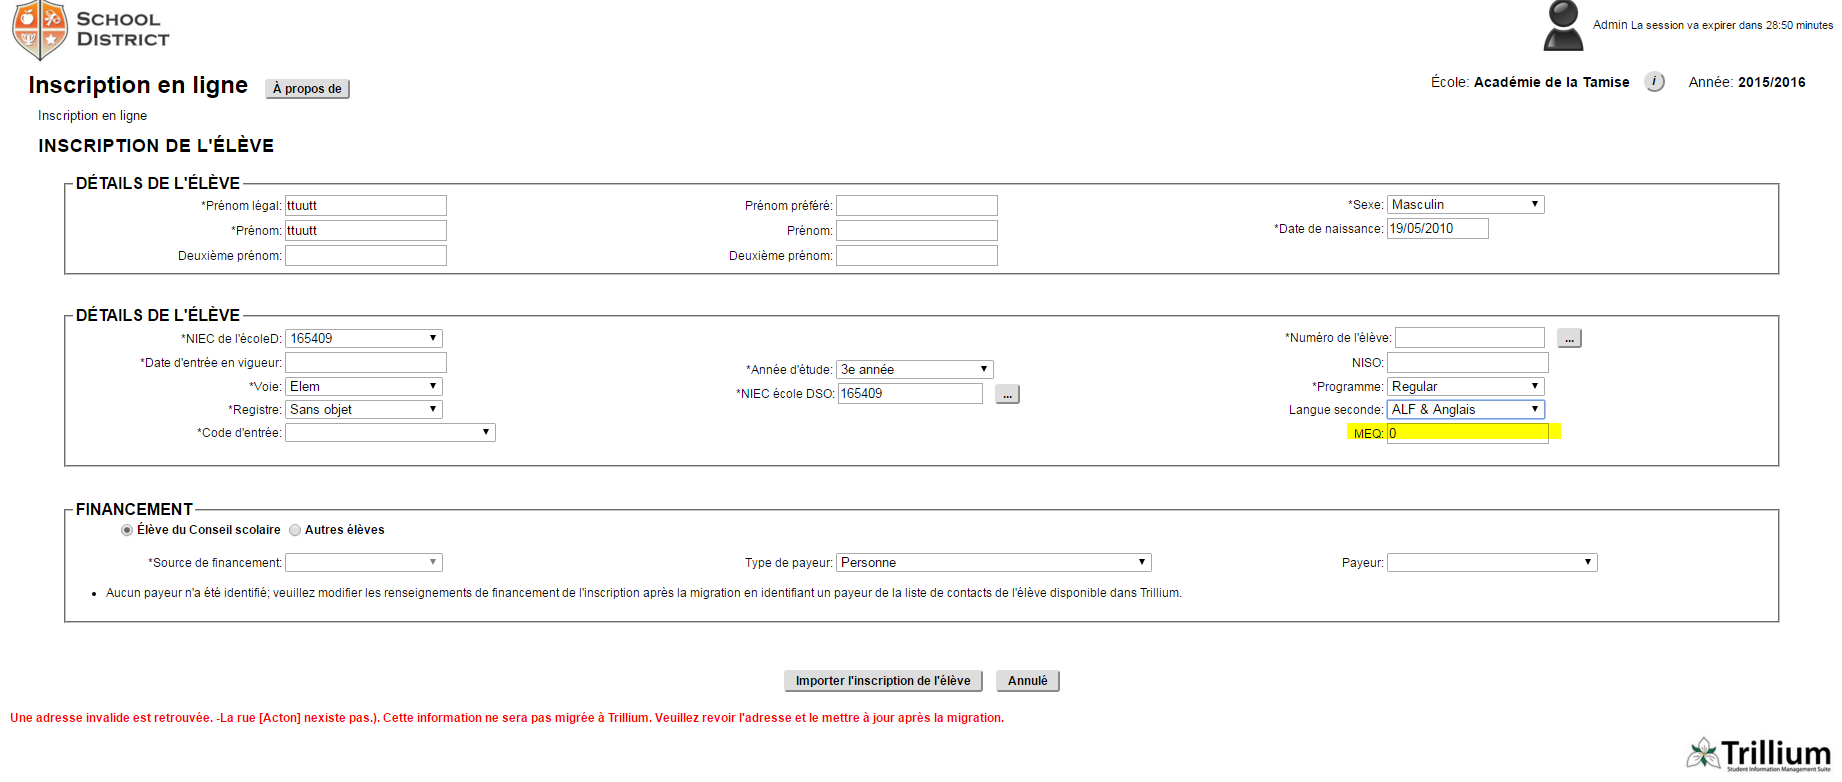 SCHOOL
DISTRICT
Admin La session va expirer dans 28:50 minutes
Inscription en ligne À propos de
École: Académie de la Tamise i Année: 2015/2016
Inscription en ligne
INSCRIPTION DE L'ÉLÈVE
DÉTAILS DE L'ÉLÈVE
*Prénom légal: ttuutt Prénom préféré: *Sexe: Masculin
*Prénom: ttuutt Prénom: *Date de naissance: 19/05/2010
Deuxième prénom: Deuxième prénom:
DÉTAILS DE L'ÉLÈVE
*NIEC de l'écoleD: 165409 *Numéro de l'élève: ...
*Date d'entrée en vigueur: *Année d'étude: 3e année NISO:
*Voie: Elem *NIEC école DSO: 165409 ... *Programme: Regular
*Registre: Sans objet Langue seconde: ALF & Anglais
*Code d'entrée: MEQ: 0
FINANCEMENT
Élève du Conseil scolaire Autres élèves
*Source de financement: Type de payeur: Personne Payeur:
Aucun payeur n'a été identifié; veuillez modifier les renseignements de financement de l'inscription après la migration en identifiant un payeur de la liste de contacts de l'élève disponible dans Trillium.
Importer l'inscription de l'élève Annulé
Une adresse invalide est retrouvée. -La rue [Acton] nexiste pas.). Cette information ne sera pas migrée à Trillium. Veuillez revoir l'adresse et le mettre à jour après la migration.
Trillium
Student Information Management Suite